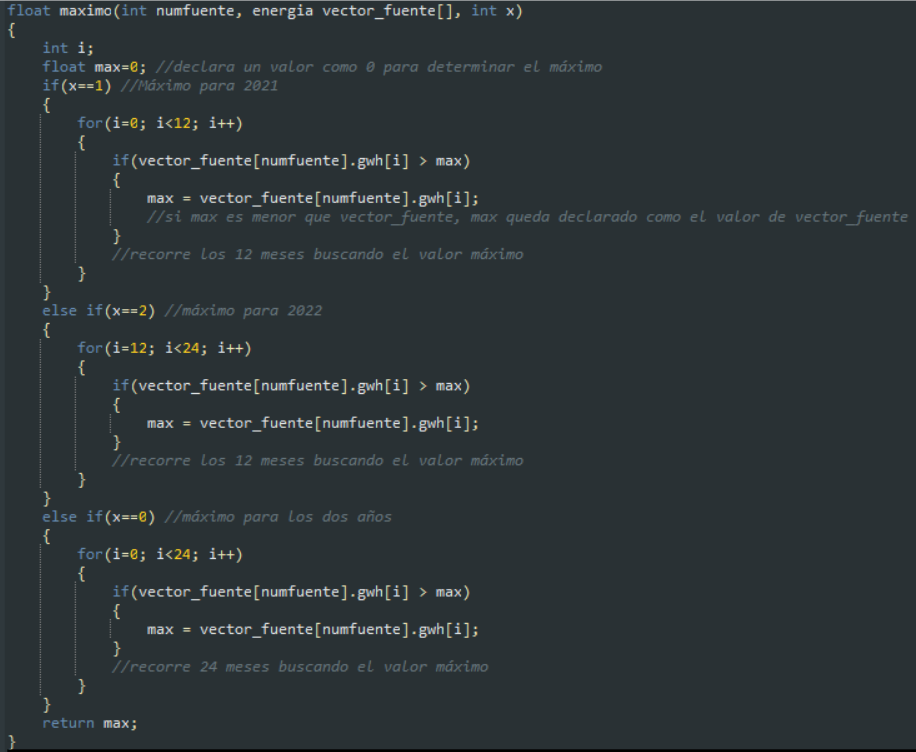 float maximo(int numfuente, energia vector_fuente[], int x)
{
    int i;
    float max=0; //declara un valor como 0 para determinar el máximo
    if(x==1) //Máximo para 2021
    {
        for(i=0; i<12; i++)
        {
            if(vector_fuente[numfuente].gwh[i] > max)
            {
                max = vector_fuente[numfuente].gwh[i];
                //si max es menor que vector_fuente, max queda declarado como el valor de vector_fuente
            }
            //recorre los 12 meses buscando el valor máximo
        }
    }
    else if(x==2) //máximo para 2022
    {
        for(i=12; i<24; i++)
        {
            if(vector_fuente[numfuente].gwh[i] > max)
            {
                max = vector_fuente[numfuente].gwh[i];
            }
            //recorre los 12 meses buscando el valor máximo
        }
    }
    else if(x==0) //máximo para los dos años
    {
        for(i=0; i<24; i++)
        {
            if(vector_fuente[numfuente].gwh[i] > max)
            {
                max = vector_fuente[numfuente].gwh[i];
            }
            //recorre 24 meses buscando el valor máximo
        }
    }
    return max;
}